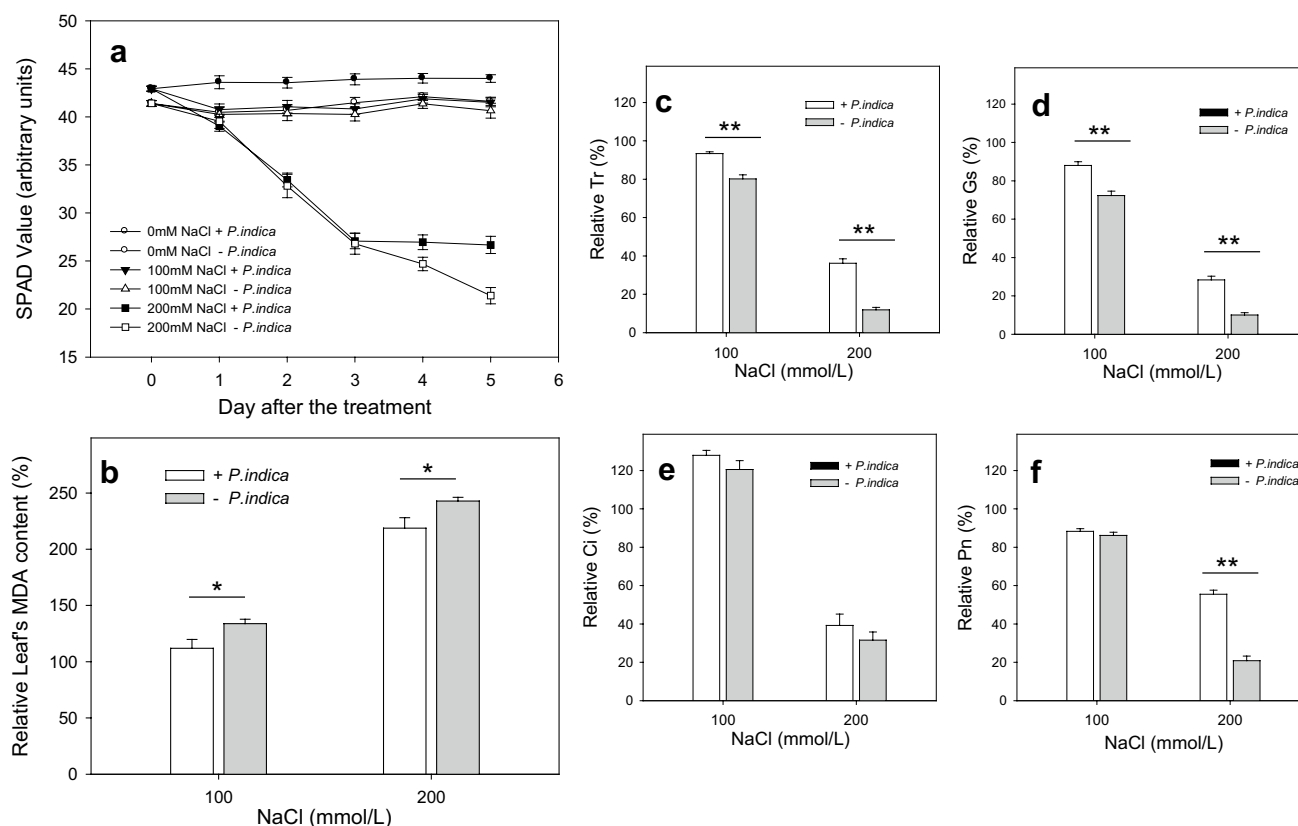 a
SPAD Value (arbitrary units)
50
45
40
35
30
25
20
15
0mM NaCl + P.indica
0mM NaCl - P.indica
100mM NaCl + P.indica
100mM NaCl - P.indica
200mM NaCl + P.indica
200mM NaCl - P.indica
0 1 2 3 4 5 6
Day after the treatment
b
Relative Leaf's MDA content (%)
250
200
150
100
50
0
+ P.indica
- P.indica
*
*
100 200
NaCl (mmol/L)
c
Relative Tr (%)
120
100
80
60
40
20
0
+ P.indica
- P.indica
**
**
100 200
NaCl (mmol/L)
d
Relative Gs (%)
120
100
80
60
40
20
0
+ P.indica
- P.indica
**
**
100 200
NaCl (mmol/L)
e
Relative Ci (%)
120
100
80
60
40
20
0
+ P.indica
- P.indica
100 200
NaCl (mmol/L)
f
Relative Pn (%)
120
100
80
60
40
20
0
+ P.indica
- P.indica
**
100 200
NaCl (mmol/L)